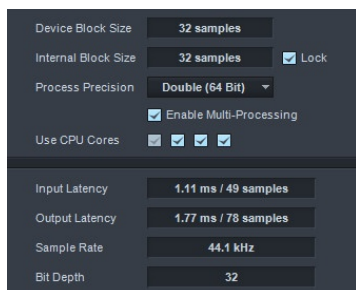 Device Block Size 32 samples
Internal Block Size 32 samples Lock
Process Precision Double (64 Bit)
Enable Multi-Processing
Use CPU Cores
Input Latency 1.11 ms / 49 samples
Output Latency 1.77 ms / 78 samples
Sample Rate 44.1 kHz
Bit Depth 32